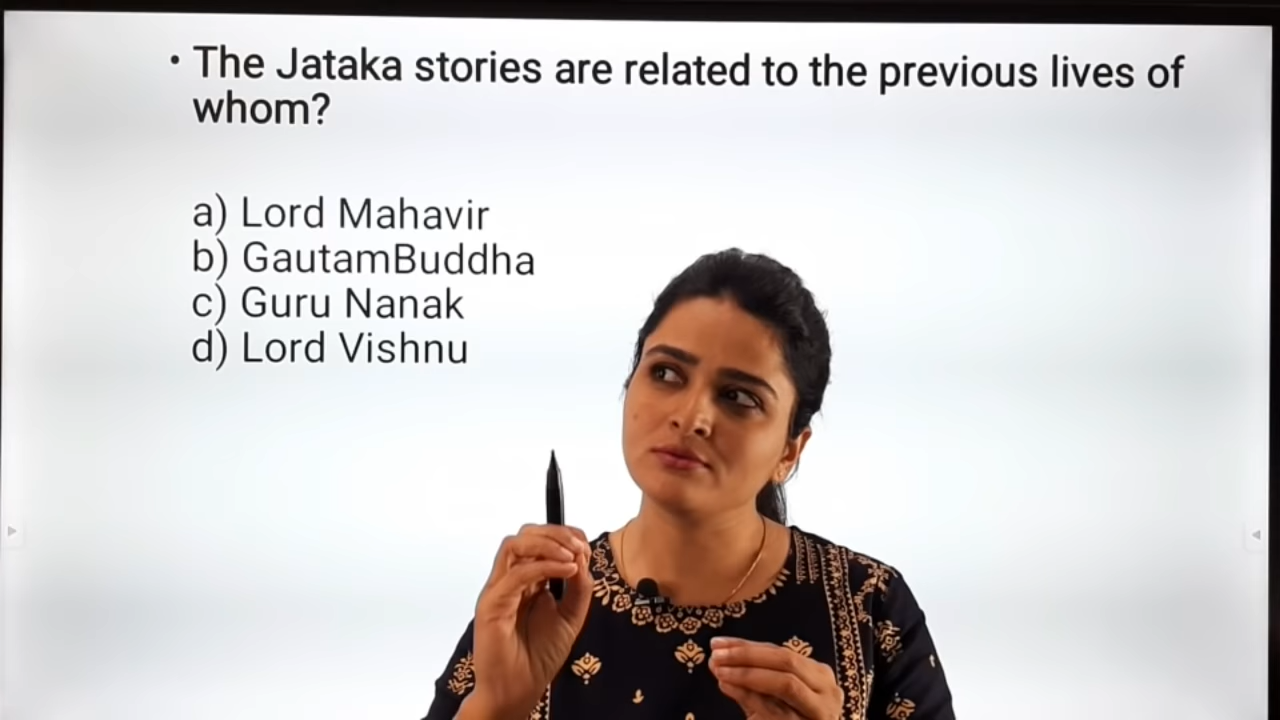 • The Jataka stories are related to the previous lives of
whom?
a) Lord Mahavir
b) GautamBuddha
c) Guru Nanak
d) Lord Vishnu